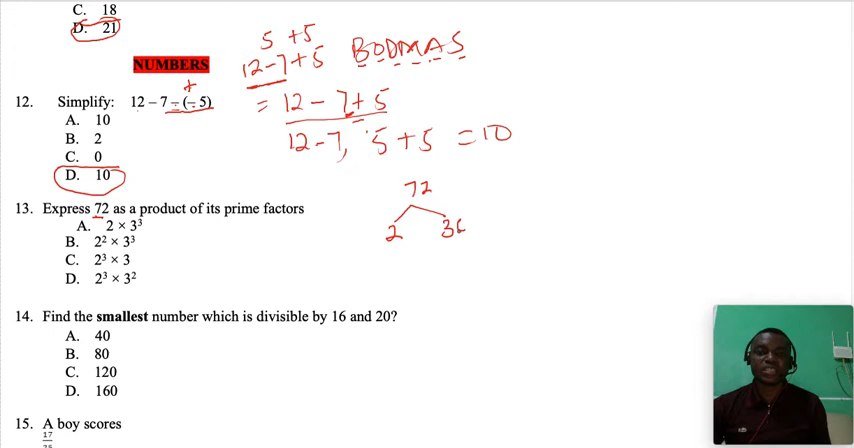 C. 18
D. 21
NUMBERS
5 +5
12-7+5 BODMAS
12. Simplify: 12 – 7 – (– 5)
+
= 12 - 7 + 5
12-7, 5 + 5 = 10
A. 10
B. 2
C. 0
D. 10
13. Express 72 as a product of its prime factors
A. 2 × 3³
B. 2² × 3³
C. 2³ × 3
D. 2³ × 3²
72
2 36
14. Find the smallest number which is divisible by 16 and 20?
A. 40
B. 80
C. 120
D. 160
15. A boy scores
17